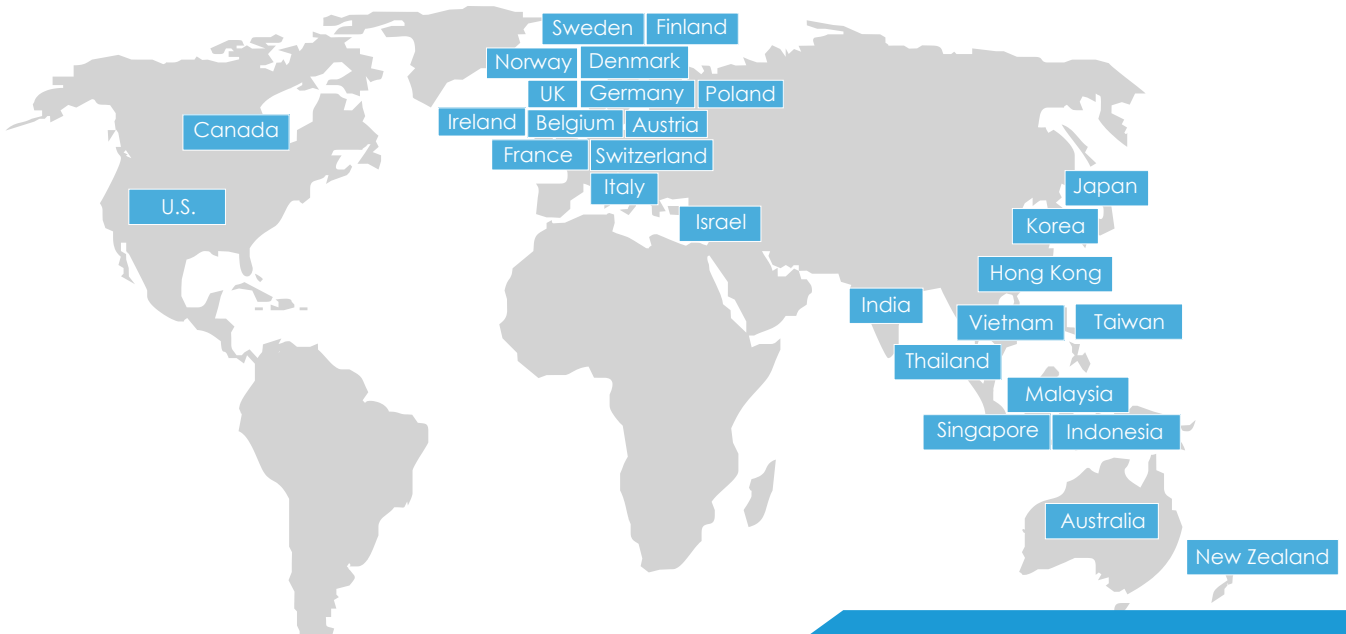 Sweden
Finland
Norway
Denmark
UK
Germany
Poland
Ireland
Belgium
Austria
France
Switzerland
Italy
Israel
Canada
U.S.
Japan
Korea
Hong Kong
India
Vietnam
Taiwan
Thailand
Malaysia
Singapore
Indonesia
Australia
New Zealand